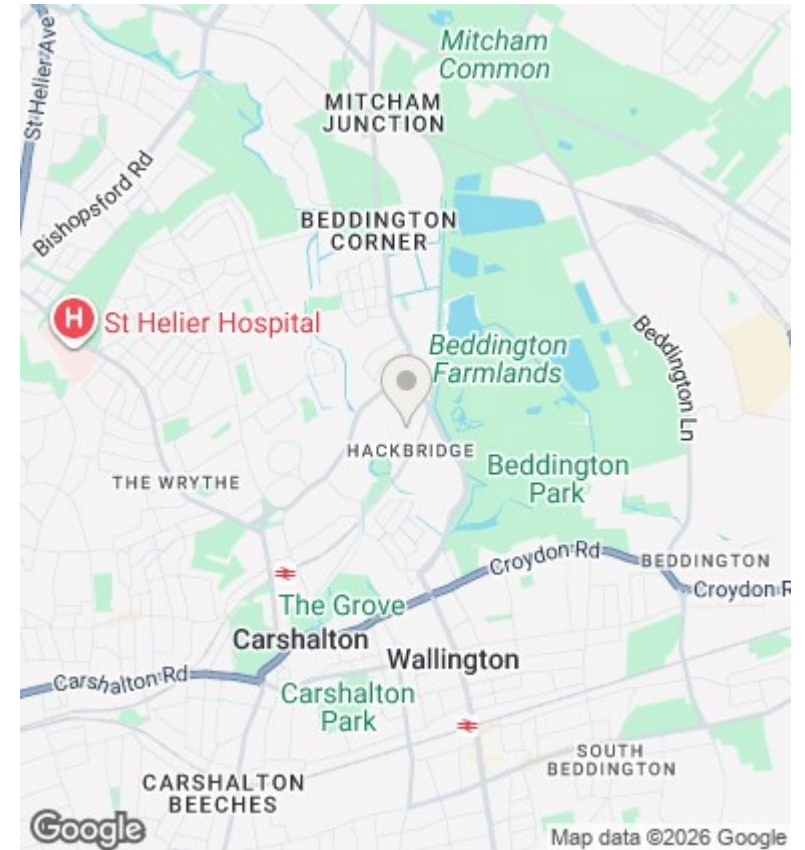 St Helier Ave
Mitcham
Common
MITCHAM
JUNCTION
Bishopsford Rd
BEDDINGTON
CORNER
H St Helier Hospital
Beddington
Farmlands
Beddington Ln
HACKBRIDGE
THE WRYTHE
Beddington
Park
Croydon Rd
BEDDINGTON
Croydon R
The Grove
Carshalton
Wallington
Carshalton Rd
Carshalton
Park
SOUTH
BEDDINGTON
CARSHALTON
BEECHES
Google
Map data ©2026 Google